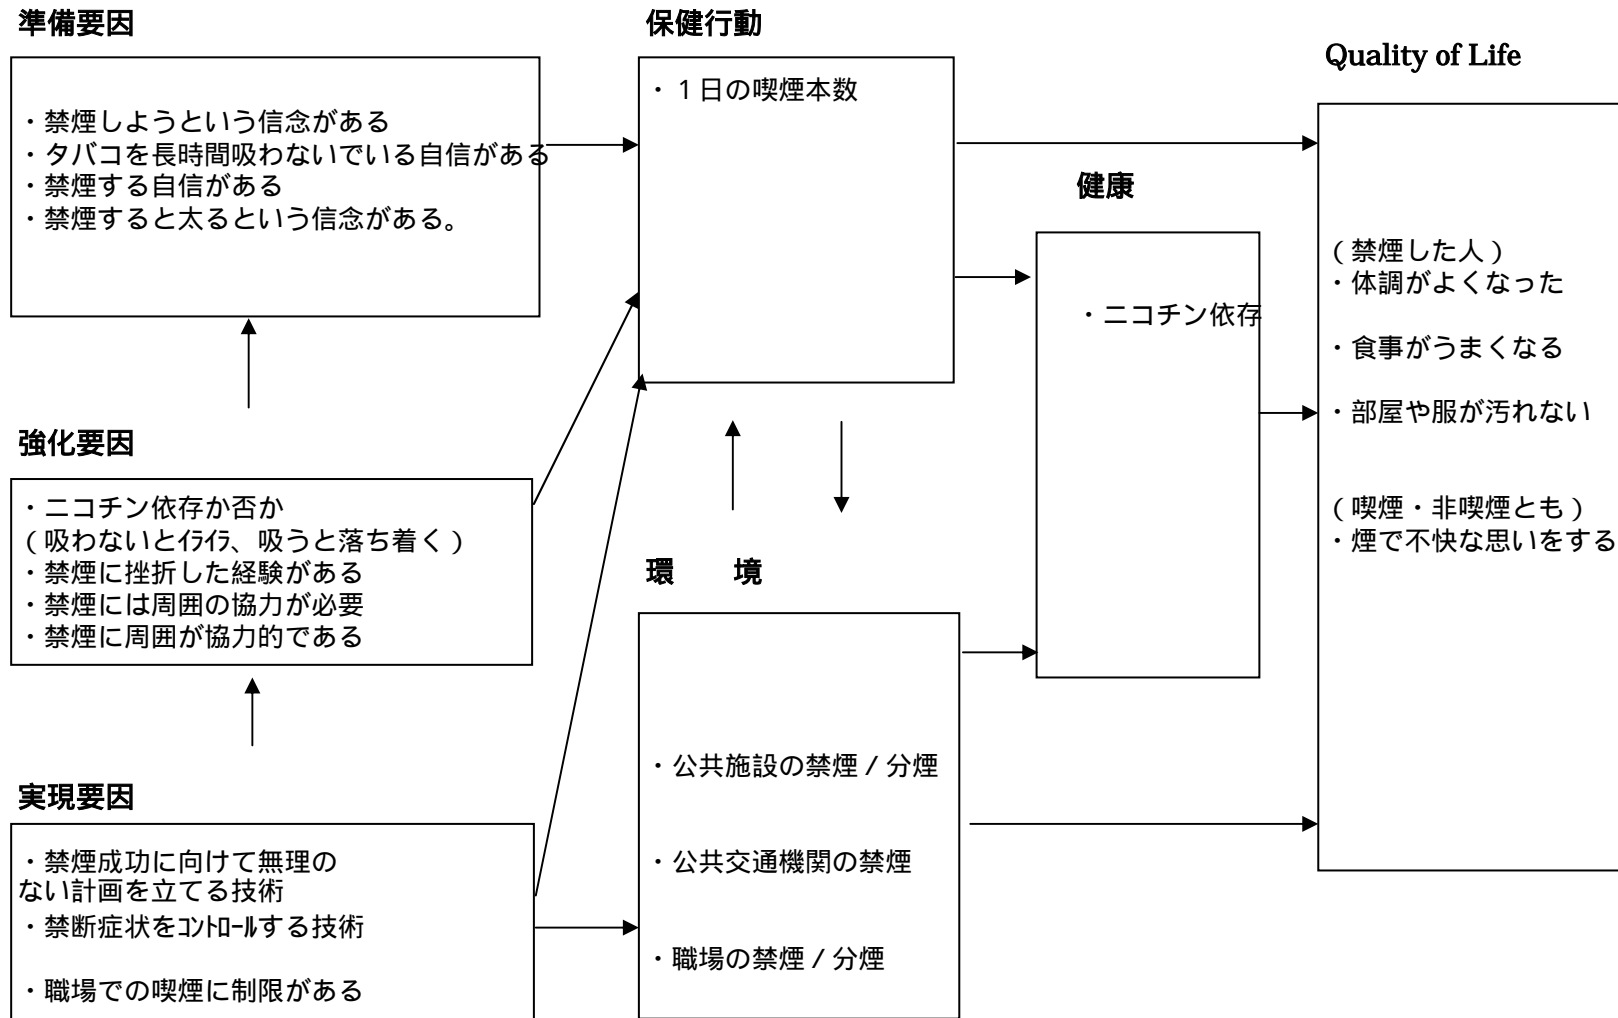 準備要因
・禁煙しようという信念がある
・タバコを長時間吸わないでいる自信がある
・禁煙する自信がある
・禁煙すると太るという信念がある。
強化要因
・ニコチン依存か否か
(吸わないとイライラ、吸うと落ち着く)
・禁煙に挫折した経験がある
・禁煙には周囲の協力が必要
・禁煙に周囲が協力的である
実現要因
・禁煙成功に向けて無理の
ない計画を立てる技術
・禁断症状をコントロールする技術
・職場での喫煙に制限がある
保健行動
・1日の喫煙本数
環 境
・公共施設の禁煙/分煙
・公共交通機関の禁煙
・職場の禁煙/分煙
健康
・ニコチン依存
Quality of Life
(禁煙した人)
・体調がよくなった
・食事がうまくなる
・部屋や服が汚れない
(喫煙・非喫煙とも)
・煙で不快な思いをする